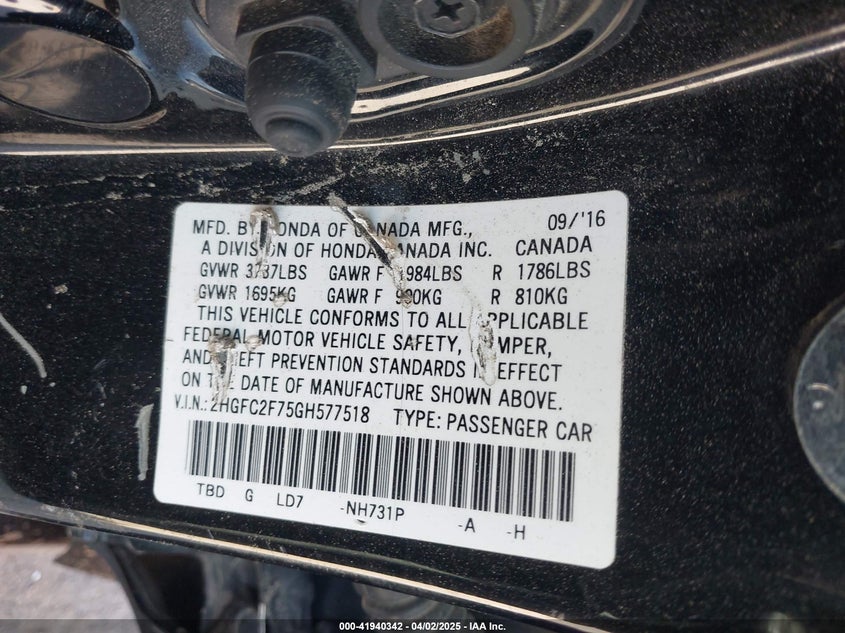 MFD. BY HONDA OF CANADA MFG., 09/'16
A DIVISION OF HONDA CANADA INC. CANADA
GVWR 3737LBS GAWR F 1984LBS R 1786LBS
GVWR 1695KG GAWR F 900KG R 810KG
THIS VEHICLE CONFORMS TO ALL APPLICABLE
FEDERAL MOTOR VEHICLE SAFETY, BUMPER,
AND THEFT PREVENTION STANDARDS IN EFFECT
ON THE DATE OF MANUFACTURE SHOWN ABOVE.
V.I.N.: 2HGFC2F75GH577518 TYPE: PASSENGER CAR
TBD G LD7 -NH731P -A -H
000-41940342 - 04/02/2025 - IAA Inc.